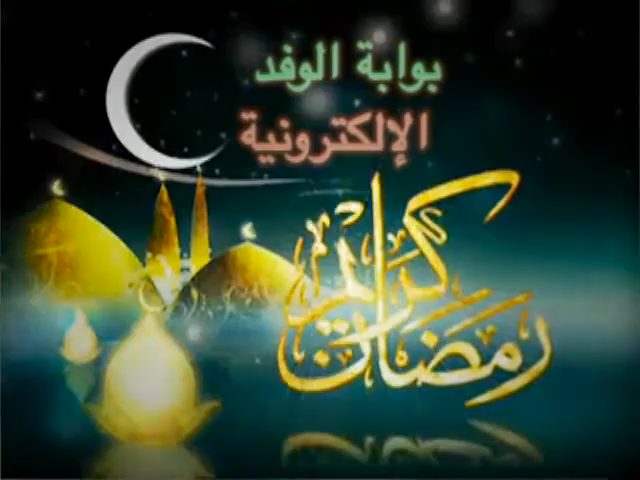 بوابة الوفد
الإلكترونية
رمضان كريم